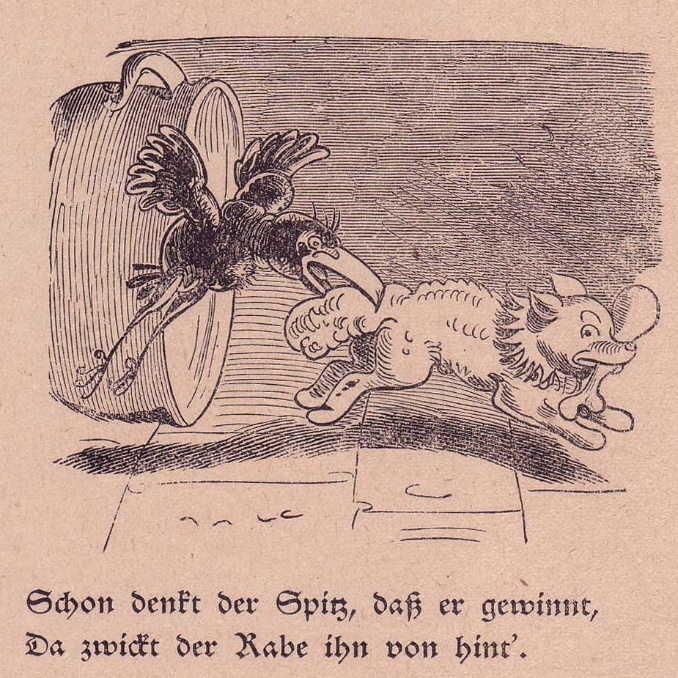 Schon denkt der Spitz, daß er gewinnt,
Da zwickt der Rabe ihn von hint’.